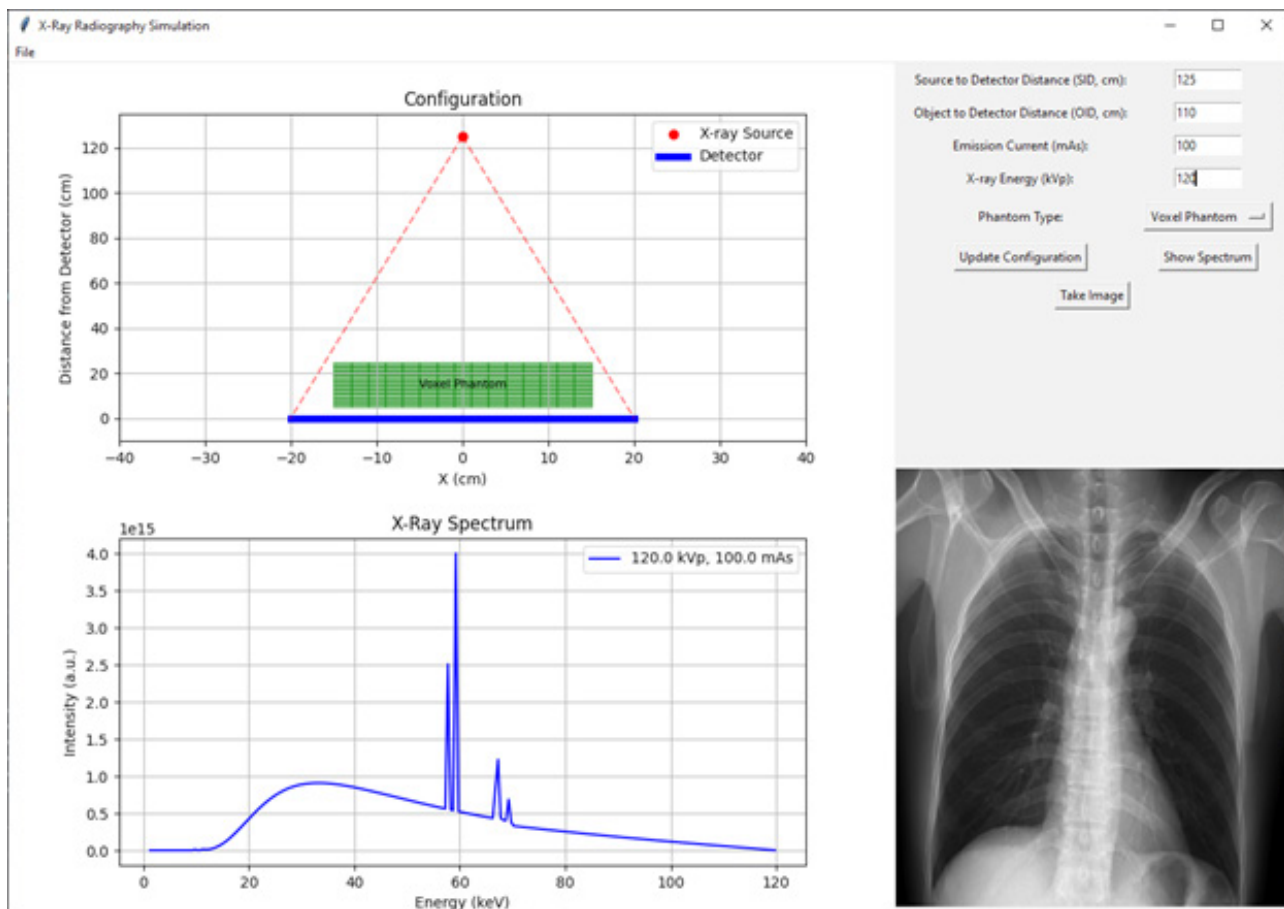 X-Ray Radiography Simulation
File
Configuration
X-ray Source
Detector
Distance from Detector (cm)
120
100
80
60
40
20
0
Voxel Phantom
−40 −30 −20 −10 0 10 20 30 40
X (cm)
X-Ray Spectrum
1e15
120.0 kVp, 100.0 mAs
Intensity (a.u.)
4.0
3.5
3.0
2.5
2.0
1.5
1.0
0.5
0.0
0 20 40 60 80 100 120
Energy (keV)
Source to Detector Distance (SID, cm): 125
Object to Detector Distance (OID, cm): 110
Emission Current (mAs): 100
X-ray Energy (kVp): 120
Phantom Type: Voxel Phantom
Update Configuration Show Spectrum
Take Image